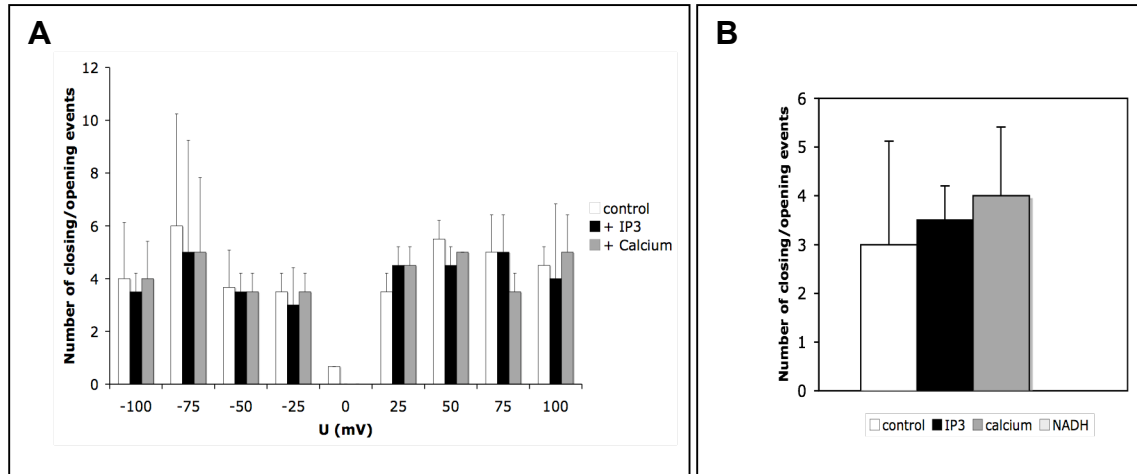 A
Number of closing/opening events
12
10
8
6
4
2
0
-100 -75 -50 -25 0 25 50 75 100
U (mV)
control
+ IP3
+ Calcium
B
Number of closing/opening events
6
5
4
3
2
1
0
control IP3 calcium NADH